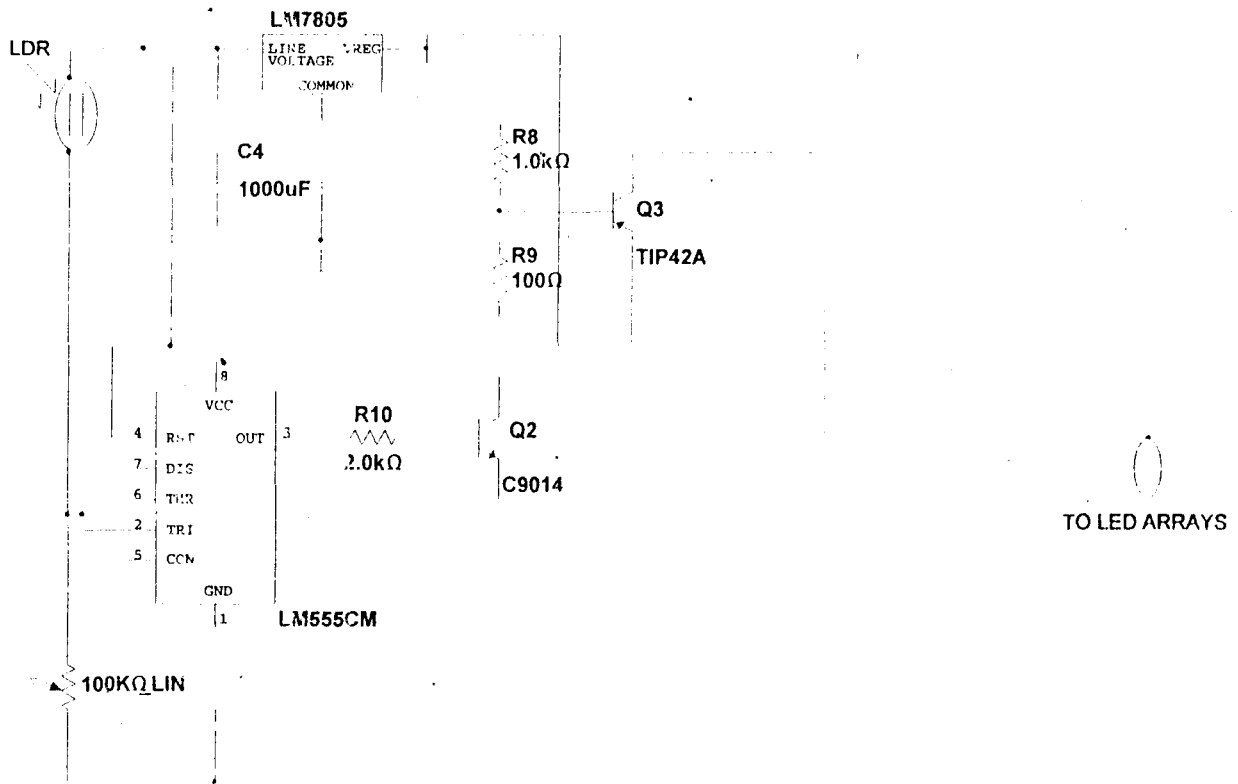 LM7805
LDR
LINE VREG
VOLTAGE
COMMON
C4
1000uF
R8
1.0kΩ
Q3
R9
100Ω
TIP42A
8
VCC
4 RST OUT 3
7 DIS
6 THR
2 TRI
5 CON
GND
1
LM555CM
R10
2.0kΩ
Q2
C9014
TO LED ARRAYS
100KΩ LIN